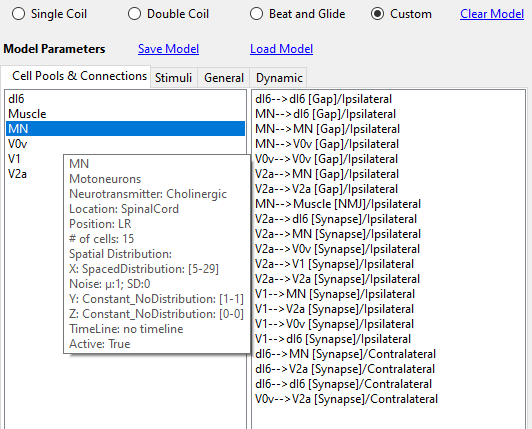 Single Coil Double Coil Beat and Glide Custom Clear Model
Model Parameters Save Model Load Model
Cell Pools & Connections Stimuli General Dynamic
dI6
Muscle
MN
V0v
V1
V2a
MN
Motoneurons
Neurotransmitter: Cholinergic
Location: SpinalCord
Position: LR
# of cells: 15
Spatial Distribution:
X: SpacedDistribution: [5-29]
Noise: µ:1; SD:0
Y: Constant_NoDistribution: [1-1]
Z: Constant_NoDistribution: [0-0]
TimeLine: no timeline
Active: True
dI6-->dI6 [Gap]/Ipsilateral
MN-->dI6 [Gap]/Ipsilateral
MN-->MN [Gap]/Ipsilateral
MN-->V0v [Gap]/Ipsilateral
V0v-->V0v [Gap]/Ipsilateral
V2a-->MN [Gap]/Ipsilateral
V2a-->V2a [Gap]/Ipsilateral
MN-->Muscle [NMJ]/Ipsilateral
V2a-->dI6 [Synapse]/Ipsilateral
V2a-->MN [Synapse]/Ipsilateral
V2a-->V0v [Synapse]/Ipsilateral
V2a-->V1 [Synapse]/Ipsilateral
V2a-->V2a [Synapse]/Ipsilateral
V1-->MN [Synapse]/Ipsilateral
V1-->V2a [Synapse]/Ipsilateral
V1-->V0v [Synapse]/Ipsilateral
V1-->dI6 [Synapse]/Ipsilateral
dI6-->MN [Synapse]/Contralateral
dI6-->V2a [Synapse]/Contralateral
dI6-->dI6 [Synapse]/Contralateral
V0v-->V2a [Synapse]/Contralateral